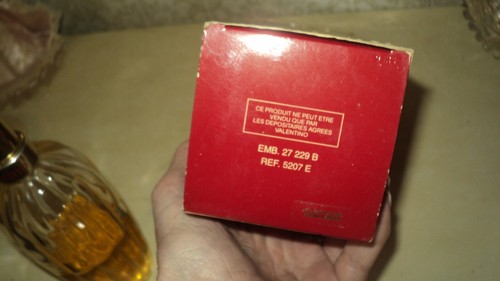 CE PRODUIT NE PEUT ETRE
VENDU QUE PAR
LES DEPOSITAIRES AGREES
VALENTINO
EMB. 27 229 B
REF. 5207 E